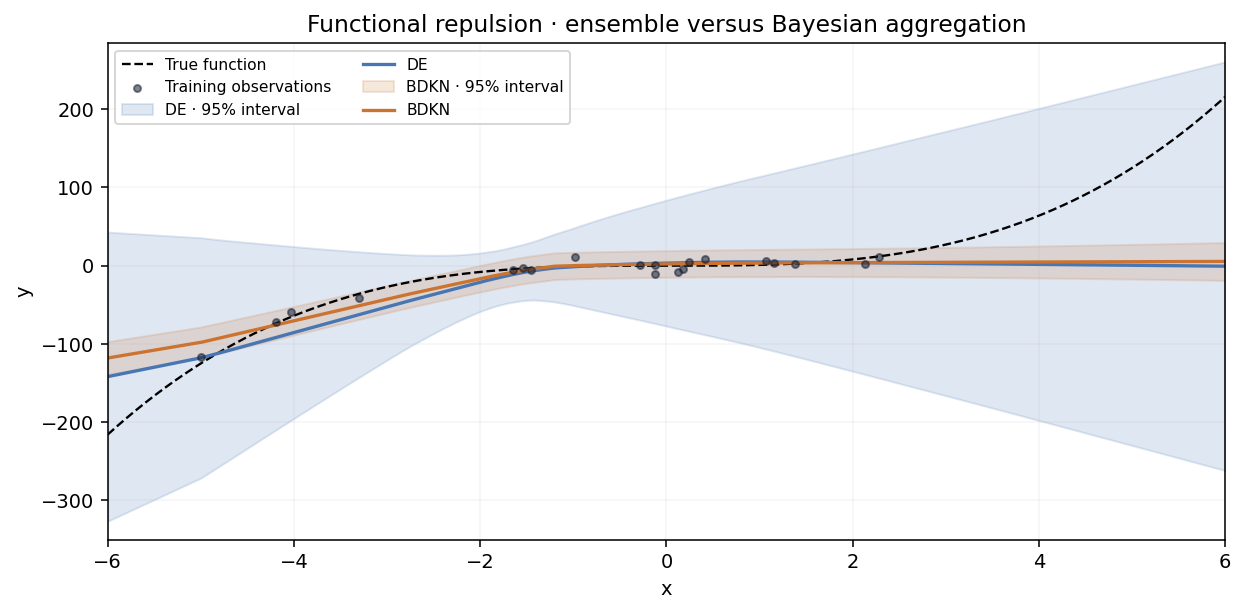 Functional repulsion · ensemble versus Bayesian aggregation
True function
Training observations
DE · 95% interval
DE
BDKN · 95% interval
BDKN
200
100
0
−100
−200
−300
y
−6 −4 −2 0 2 4 6
x